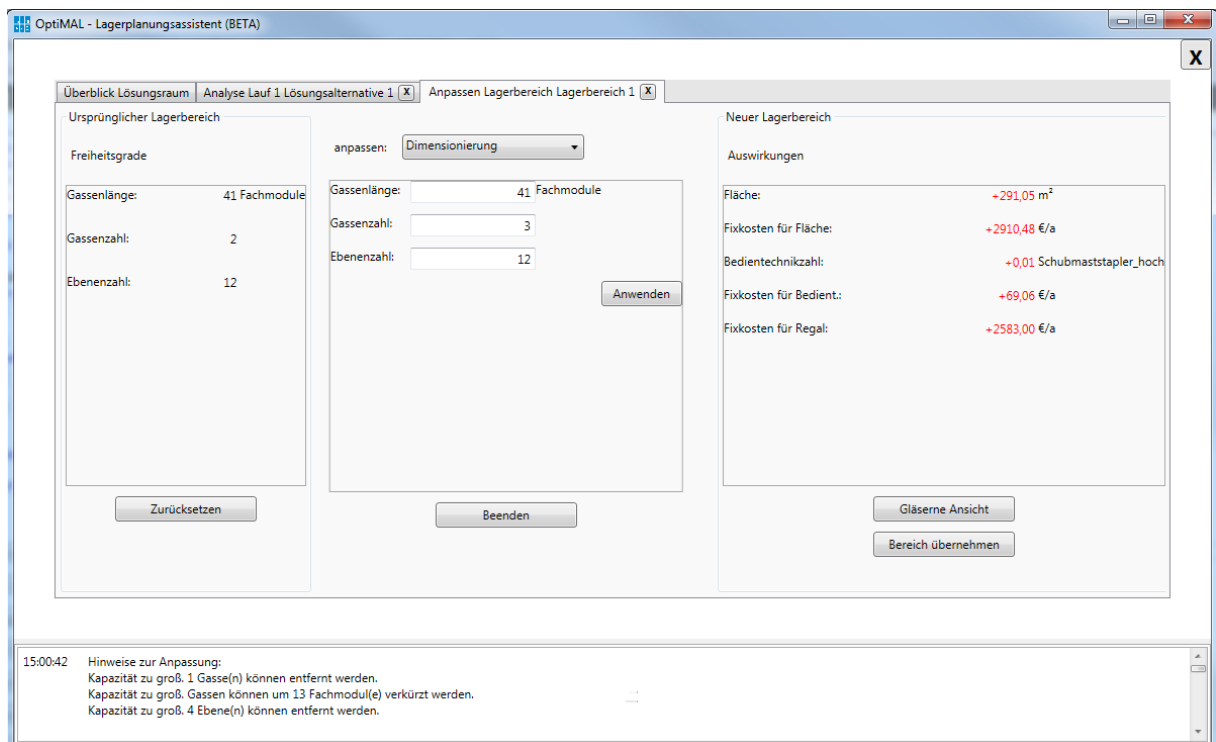 OptiMAL - Lagerplanungsassistent (BETA)
X
Überblick Lösungsraum
Analyse Lauf 1 Lösungsalternative 1 X
Anpassen Lagerbereich Lagerbereich 1 X
Ursprünglicher Lagerbereich
Freiheitsgrade
Gassenlänge: 41 Fachmodule
Gassenzahl: 2
Ebenenzahl: 12
Zurücksetzen
anpassen: Dimensionierung
Gassenlänge: 41 Fachmodule
Gassenzahl: 3
Ebenenzahl: 12
Anwenden
Beenden
Neuer Lagerbereich
Auswirkungen
Fläche: +291,05 m²
Fixkosten für Fläche: +2910,48 €/a
Bedientechnikzahl: +0,01 Schubmaststapler_hoch
Fixkosten für Bedient.: +69,06 €/a
Fixkosten für Regal: +2583,00 €/a
Gläserne Ansicht
Bereich übernehmen
15:00:42 Hinweise zur Anpassung:
Kapazität zu groß. 1 Gasse(n) können entfernt werden.
Kapazität zu groß. Gassen können um 13 Fachmodul(e) verkürzt werden.
Kapazität zu groß. 4 Ebene(n) können entfernt werden.